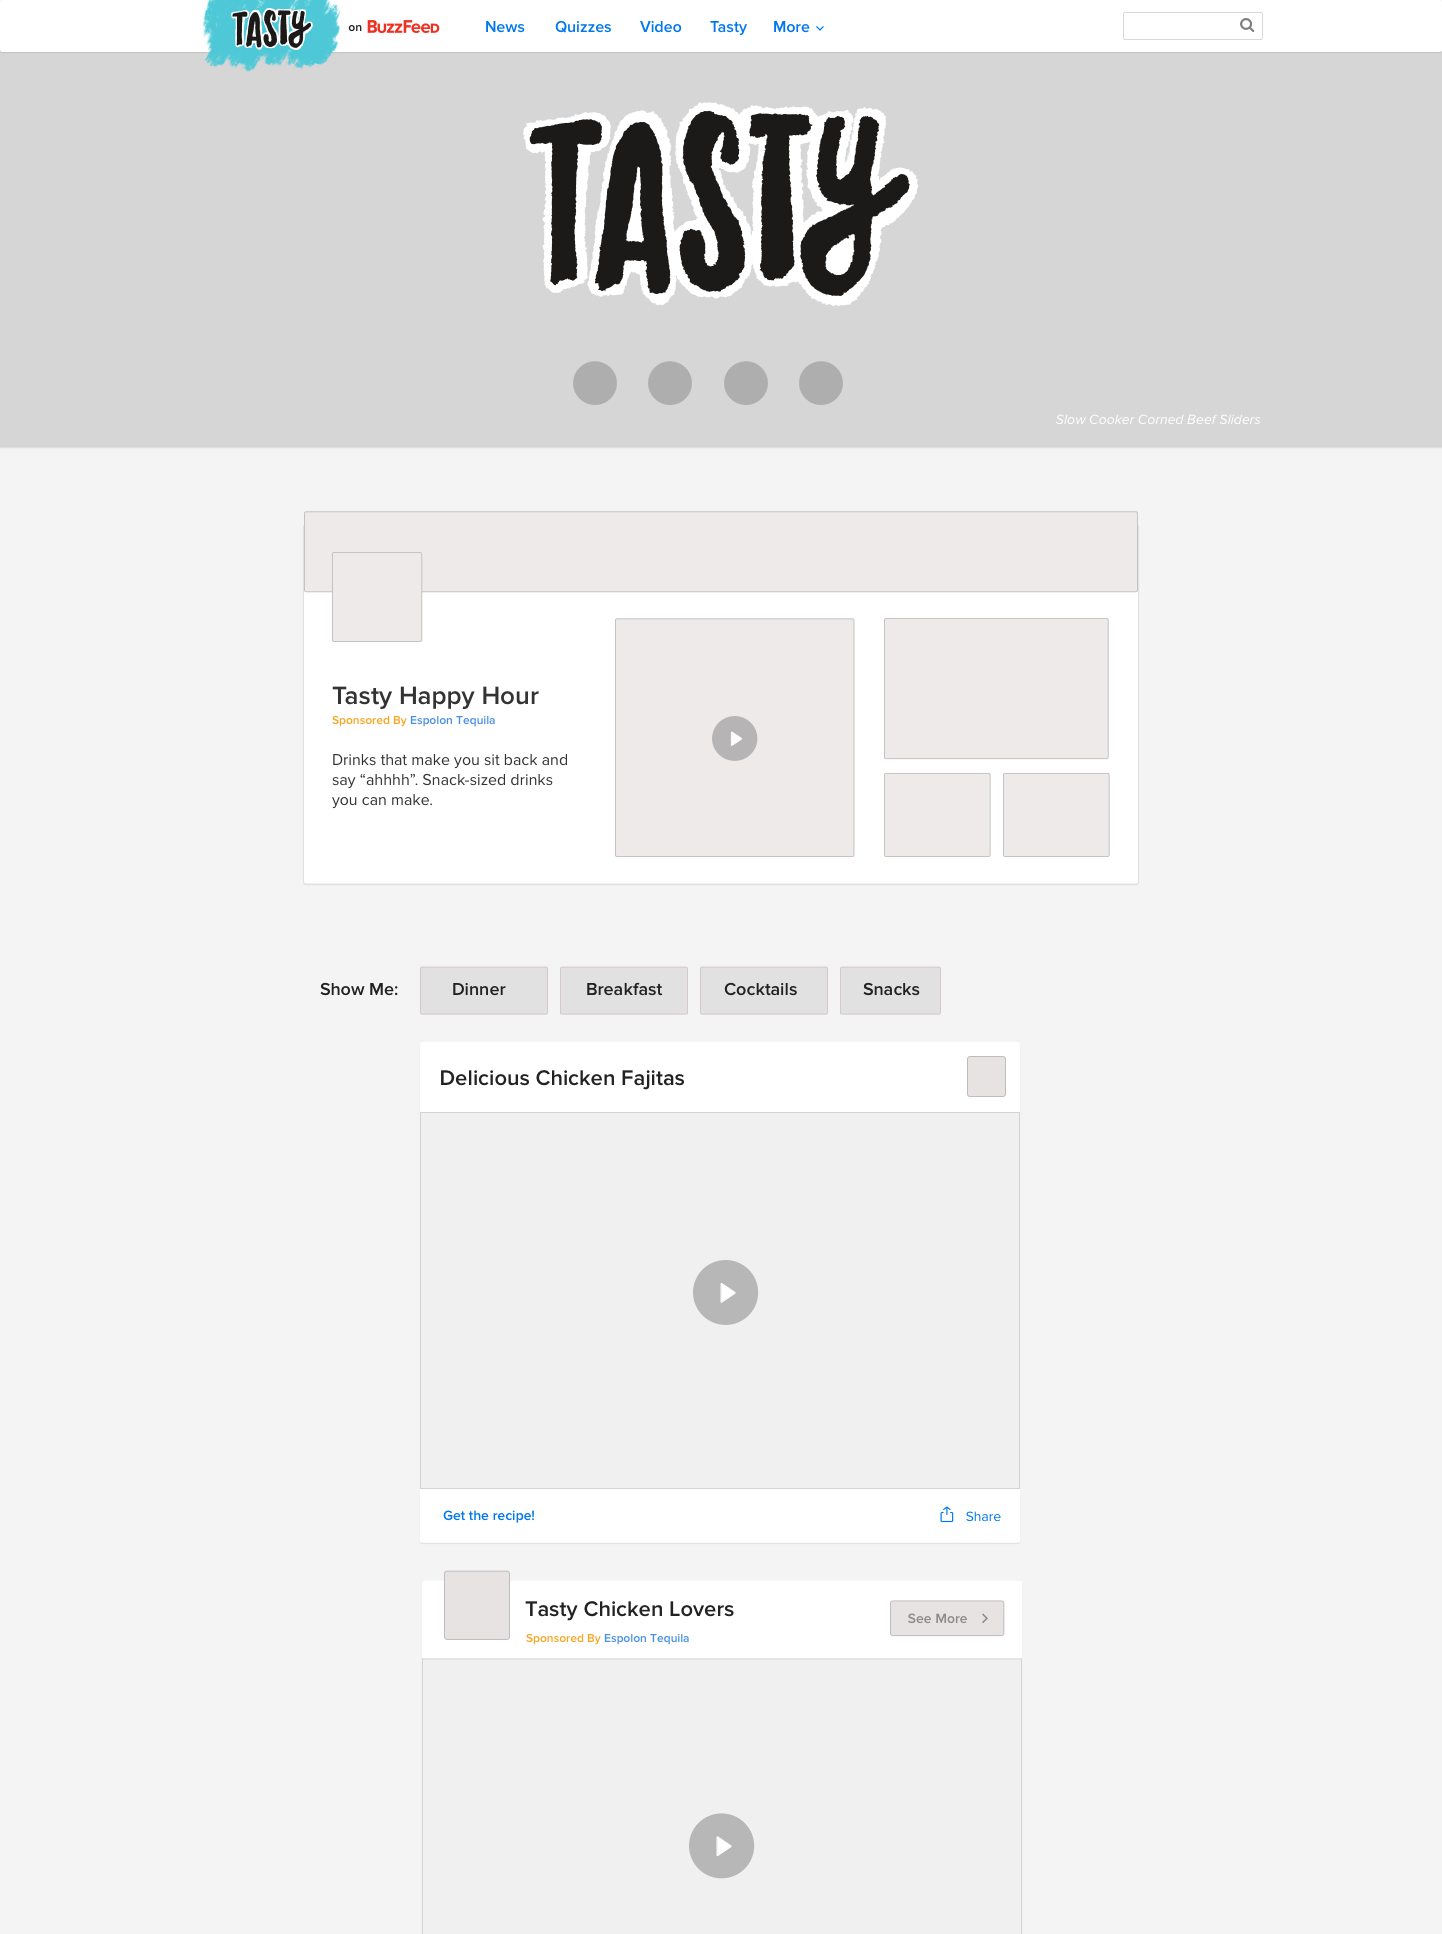 TASTY on BuzzFeeD News Quizzes Video Tasty More
TASTY
Slow Cooker Corned Beef Sliders
Tasty Happy Hour
Sponsored By Espolon Tequila
Drinks that make you sit back and
say “ahhhh”. Snack-sized drinks
you can make.
Show Me: Dinner Breakfast Cocktails Snacks
Delicious Chicken Fajitas
Get the recipe! Share
Tasty Chicken Lovers
See More
Sponsored By Espolon Tequila